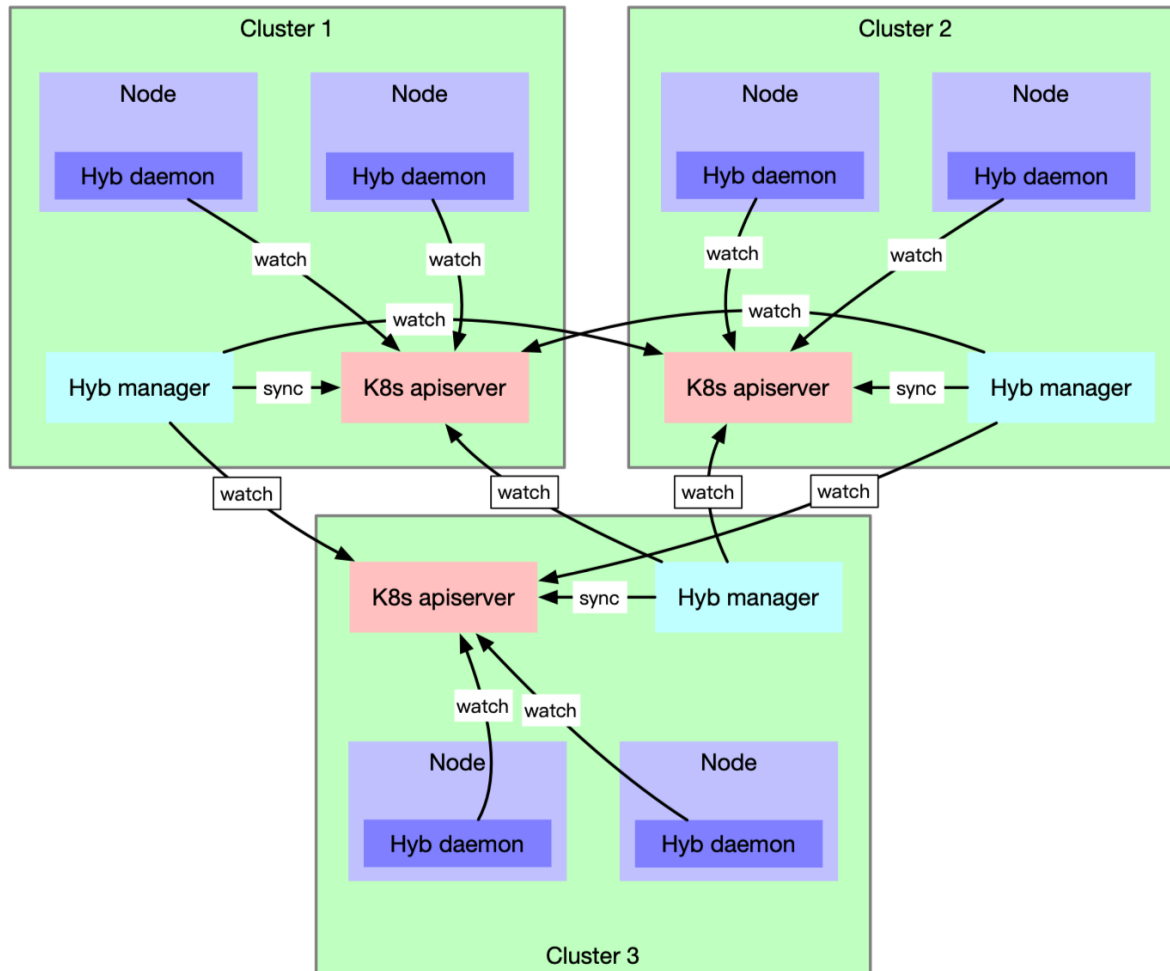 Cluster 1
Cluster 2
Node
Node
Node
Node
Hyb daemon
Hyb daemon
Hyb daemon
Hyb daemon
watch
watch
watch
watch
watch
watch
Hyb manager
sync
K8s apiserver
K8s apiserver
sync
Hyb manager
watch
watch
watch
watch
K8s apiserver
sync
Hyb manager
watch
watch
Node
Node
Hyb daemon
Hyb daemon
Cluster 3